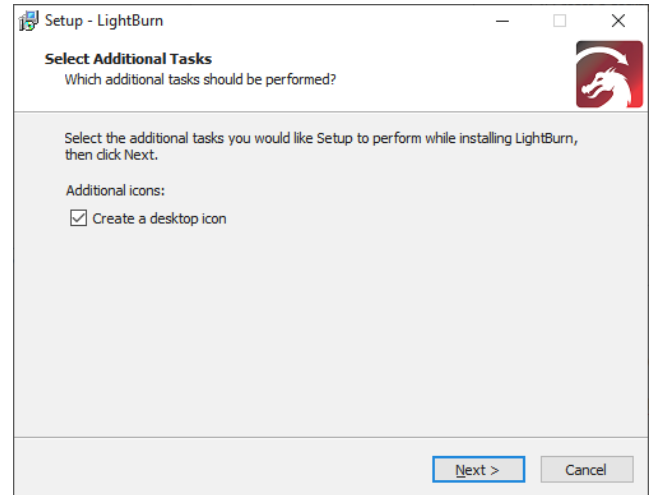 Setup - LightBurn
Select Additional Tasks
Which additional tasks should be performed?
Select the additional tasks you would like Setup to perform while installing LightBurn,
then click Next.
Additional icons:
Create a desktop icon
Next >
Cancel